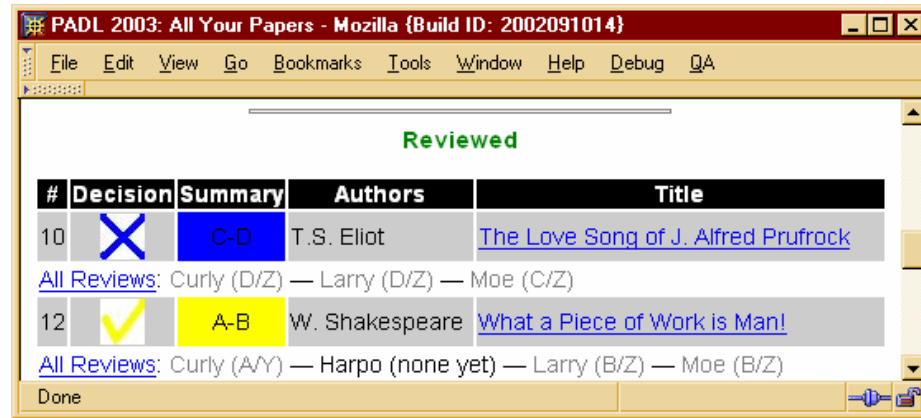 PADL 2003: All Your Papers - Mozilla {Build ID: 2002091014}
File Edit View Go Bookmarks Tools Window Help Debug QA
Reviewed
# Decision Summary Authors Title
10 C-D T.S. Eliot The Love Song of J. Alfred Prufrock
All Reviews: Curly (D/Z) — Larry (D/Z) — Moe (C/Z)
12 A-B W. Shakespeare What a Piece of Work is Man!
All Reviews: Curly (A/Y) — Harpo (none yet) — Larry (B/Z) — Moe (B/Z)
Done